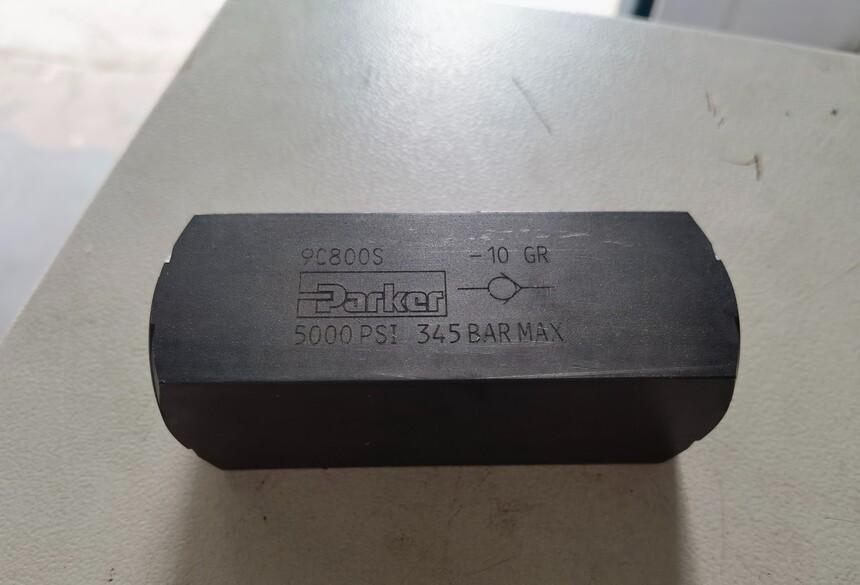 9C800S -10 GR
Parker
5000 PSI 345 BAR MAX